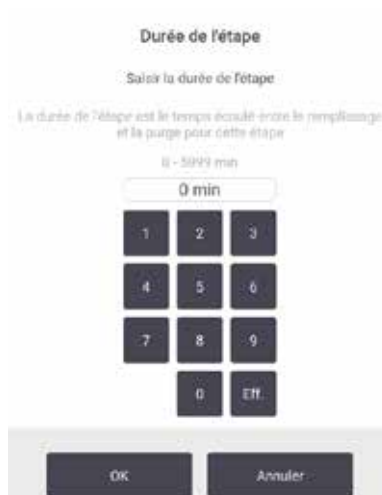 Durée de l'étape
Saisir la durée de l'étape
La durée de l'étape est le temps écoulé entre le remplissage
et la purge pour cette étape
0 - 5999 min
0 min
1 2 3
4 5 6
7 8 9
0 Eff.
OK Annuler